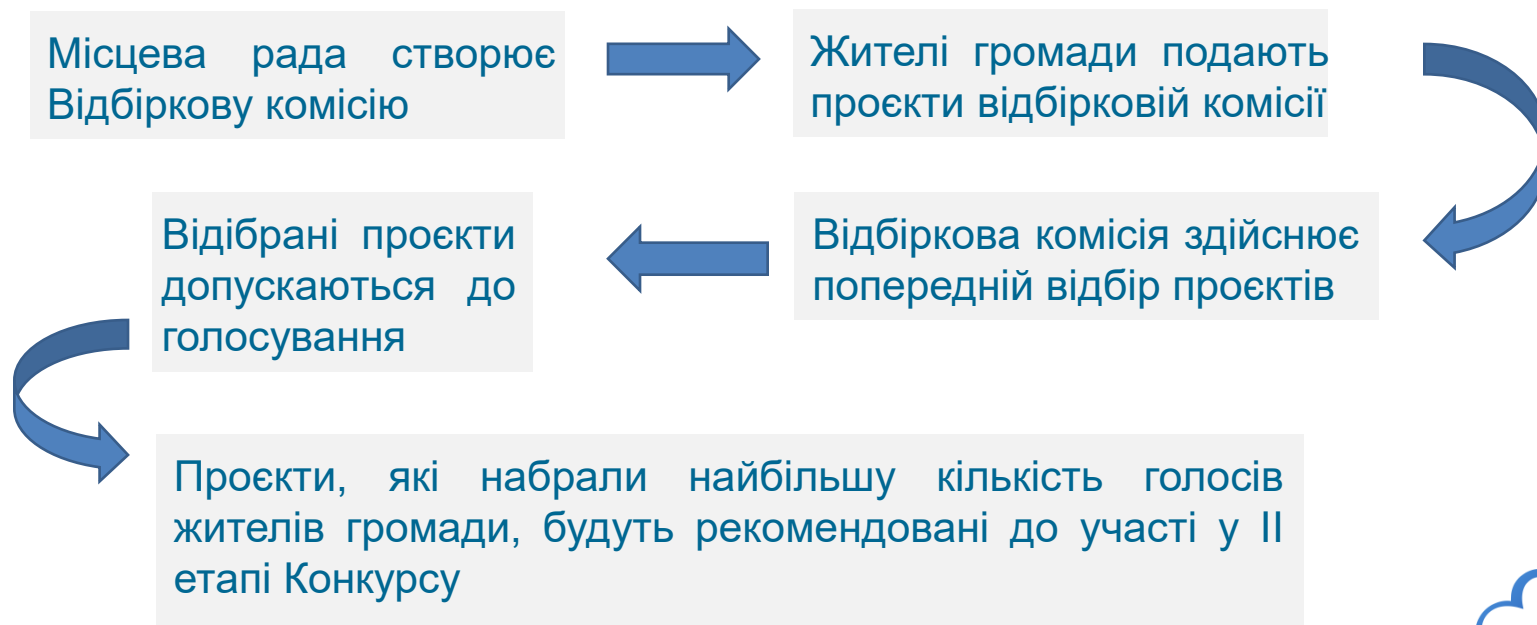 Місцева рада створює
Відбіркову комісію
Жителі громади подають
проєкти відбірковій комісії
Відбіркова комісія здійснює
попередній відбір проєктів
Відібрані проєкти
допускаються до
голосування
Проєкти, які набрали найбільшу кількість голосів
жителів громади, будуть рекомендовані до участі у ІІ
етапі Конкурсу